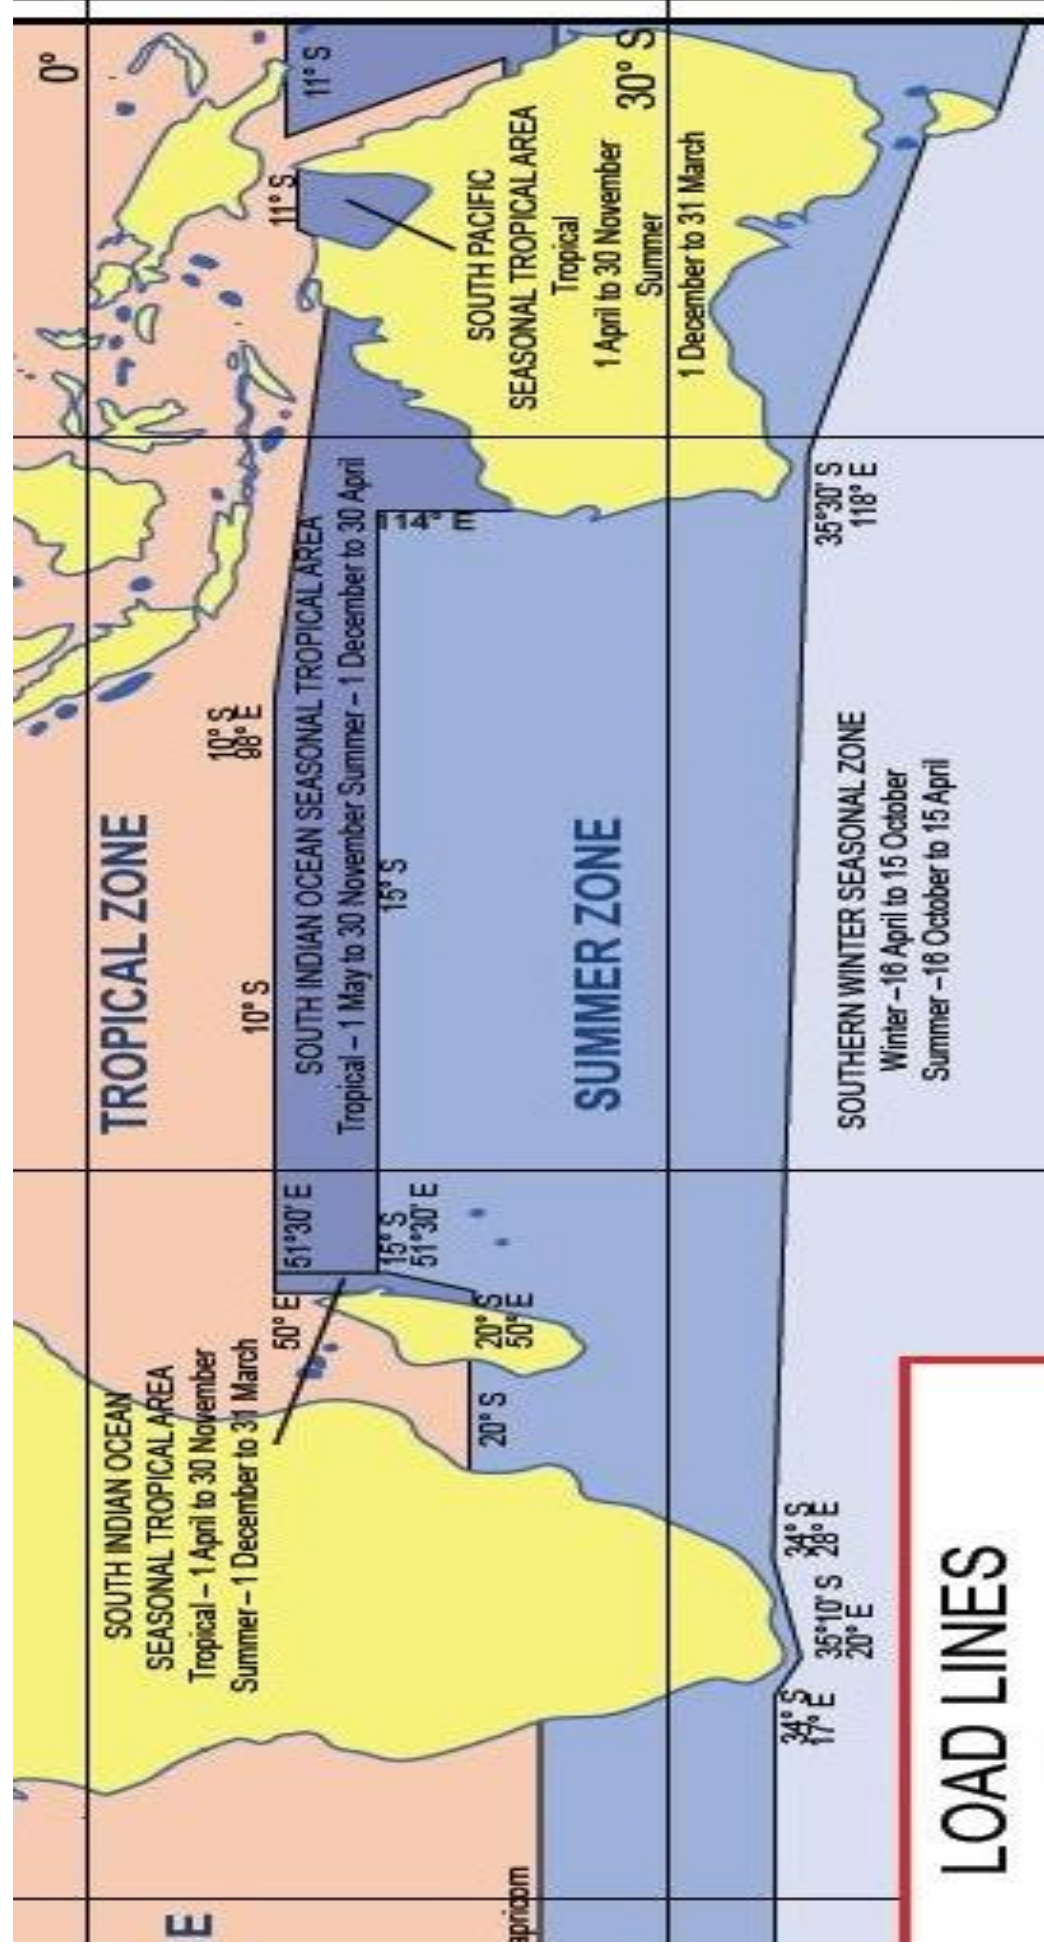 0°
11° S
30° S
11° S
SOUTH PACIFIC
SEASONAL TROPICAL AREA
Tropical
1 April to 30 November
Summer
1 December to 31 March
114° E
35°30' S
118° E
10° S
98° E
SOUTH INDIAN OCEAN SEASONAL TROPICAL AREA
Tropical – 1 May to 30 November Summer – 1 December to 30 April
15° S
10° S
TROPICAL ZONE
SUMMER ZONE
SOUTHERN WINTER SEASONAL ZONE
Winter – 16 April to 15 October
Summer – 16 October to 15 April
51°30' E
15° S
51°30' E
50° E
20° S
50° E
20° S
SOUTH INDIAN OCEAN
SEASONAL TROPICAL AREA
Tropical – 1 April to 30 November
Summer – 1 December to 31 March
34° S
28° E
35°10' S
20° E
34° S
17° E
E
apricorn
LOAD LINES